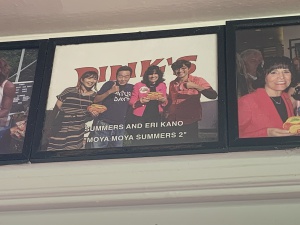 PINK'S
SUMMERS AND ERI KANO
"MOYA MOYA SUMMERS 2"